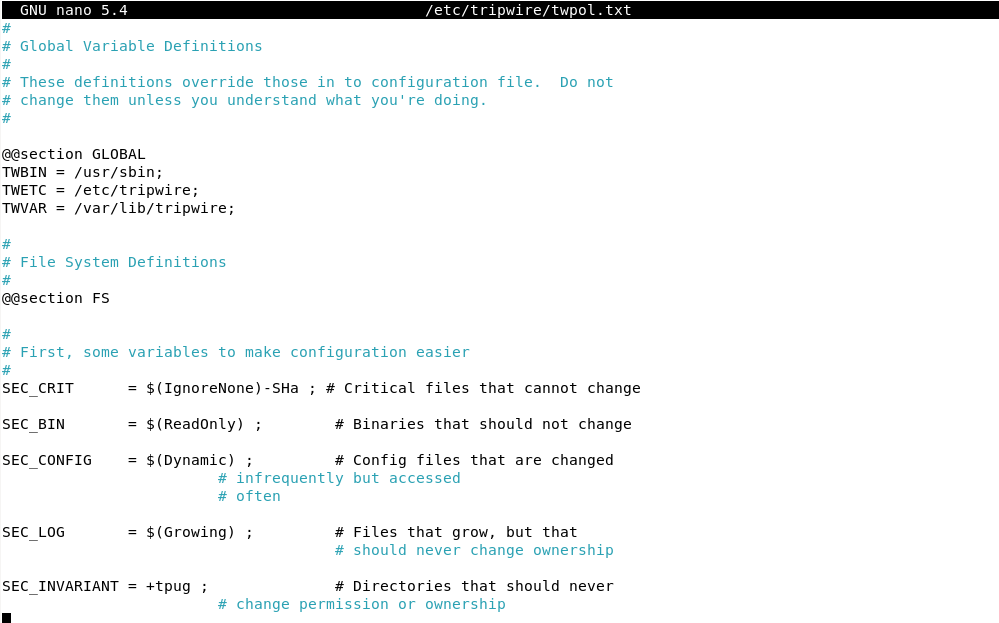 GNU nano 5.4 /etc/tripwire/twpol.txt
#
# Global Variable Definitions
#
# These definitions override those in to configuration file.  Do not
# change them unless you understand what you're doing.
#
@@section GLOBAL
TWBIN = /usr/sbin;
TWETC = /etc/tripwire;
TWVAR = /var/lib/tripwire;
#
# File System Definitions
#
@@section FS
#
# First, some variables to make configuration easier
#
SEC_CRIT      = $(IgnoreNone)-SHa ; # Critical files that cannot change
SEC_BIN       = $(ReadOnly) ;        # Binaries that should not change
SEC_CONFIG    = $(Dynamic) ;         # Config files that are changed
# infrequently but accessed
# often
SEC_LOG       = $(Growing) ;         # Files that grow, but that
# should never change ownership
SEC_INVARIANT = +tpug ;              # Directories that should never
# change permission or ownership